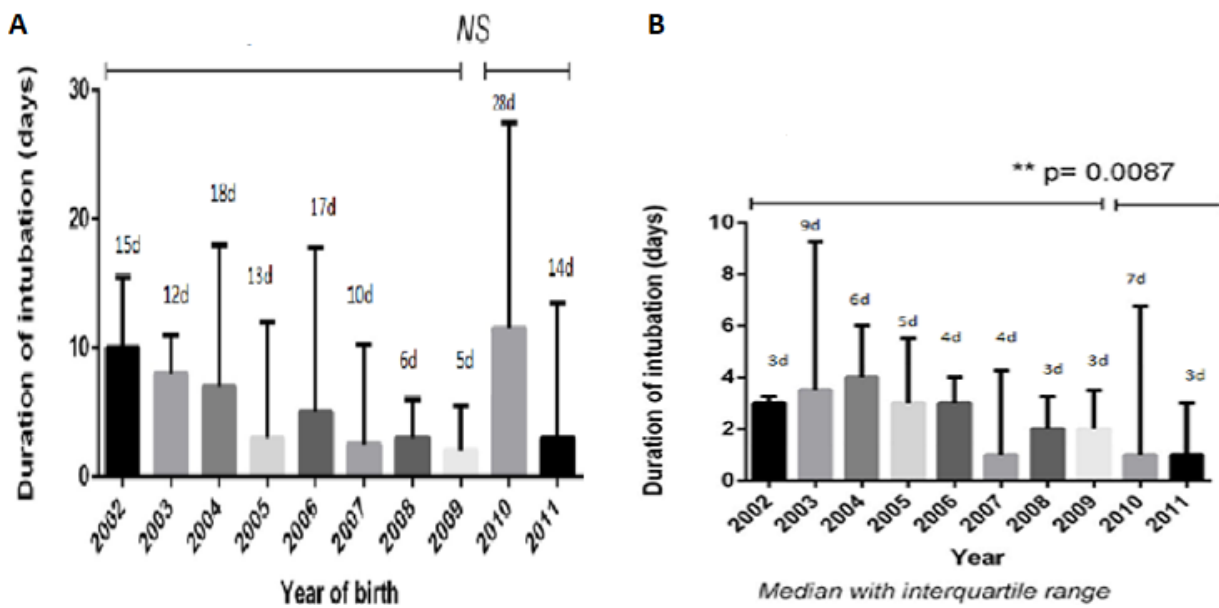 A
NS
Duration of intubation (days)
30
20
10
0
15d
12d
18d
13d
17d
10d
6d
5d
28d
14d
2002
2003
2004
2005
2006
2007
2008
2009
2010
2011
Year of birth
B
** p= 0.0087
Duration of intubation (days)
10
8
6
4
2
0
3d
9d
6d
5d
4d
4d
3d
3d
7d
3d
2002
2003
2004
2005
2006
2007
2008
2009
2010
2011
Year
Median with interquartile range